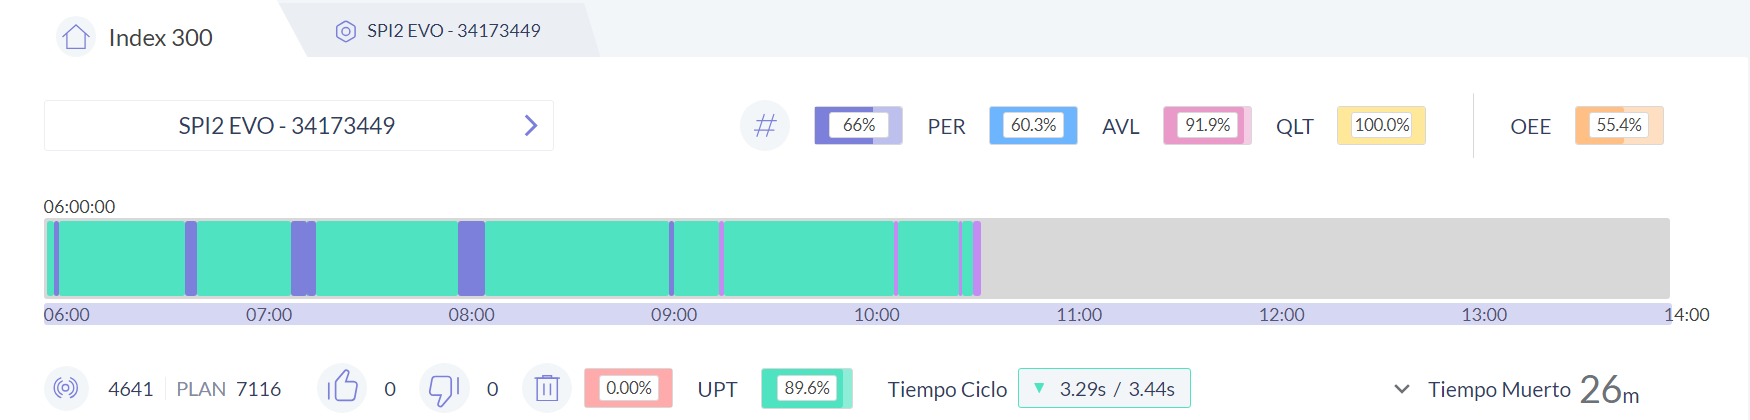 Index 300
SPI2 EVO - 34173449
SPI2 EVO - 34173449
# 66% PER 60.3% AVL 91.9% QLT 100.0% OEE 55.4%
06:00:00
06:00 07:00 08:00 09:00 10:00 11:00 12:00 13:00 14:00
4641 PLAN 7116 0 0 0.00% UPT 89.6% Tiempo Ciclo 3.29s / 3.44s Tiempo Muerto 26m